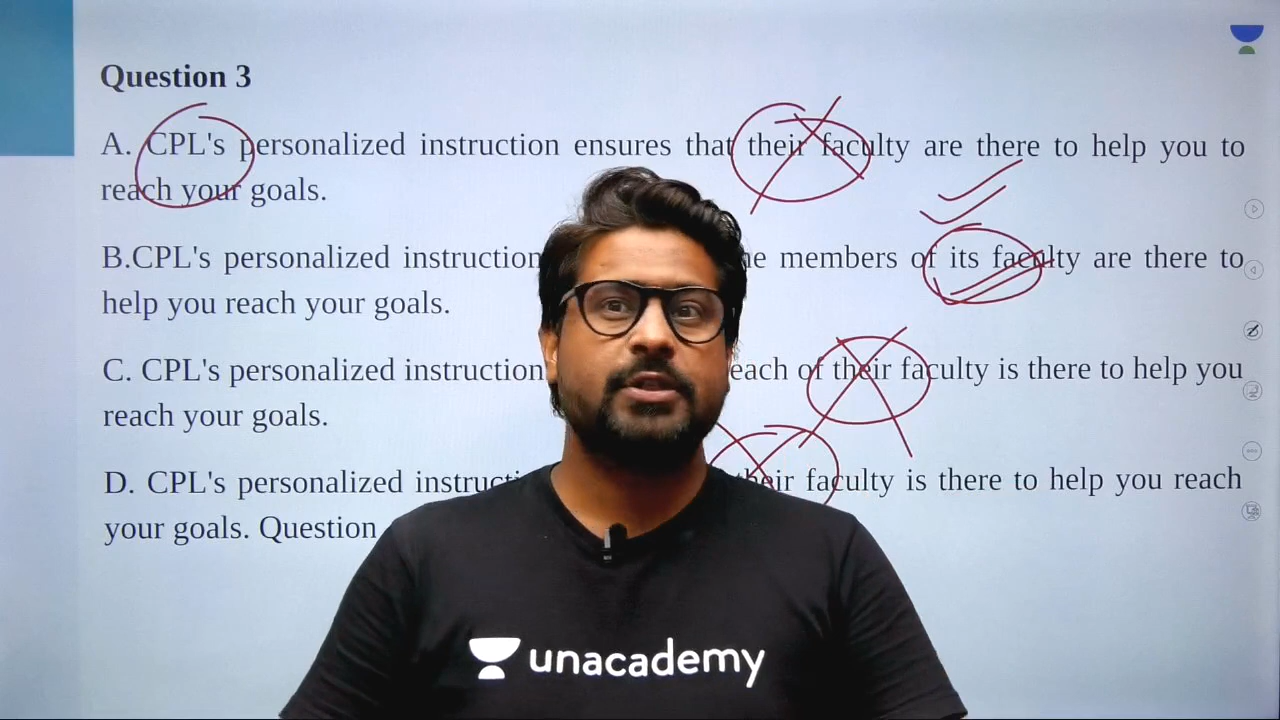 Question 3
A. CPL's personalized instruction ensures that their faculty are there to help you to
reach your goals.
B.CPL's personalized instruction members of its faculty are there to
help you reach your goals.
C. CPL's personalized instruction each of their faculty is there to help you
reach your goals.
D. CPL's personalized their faculty is there to help you reach
your goals. Question
unacademy